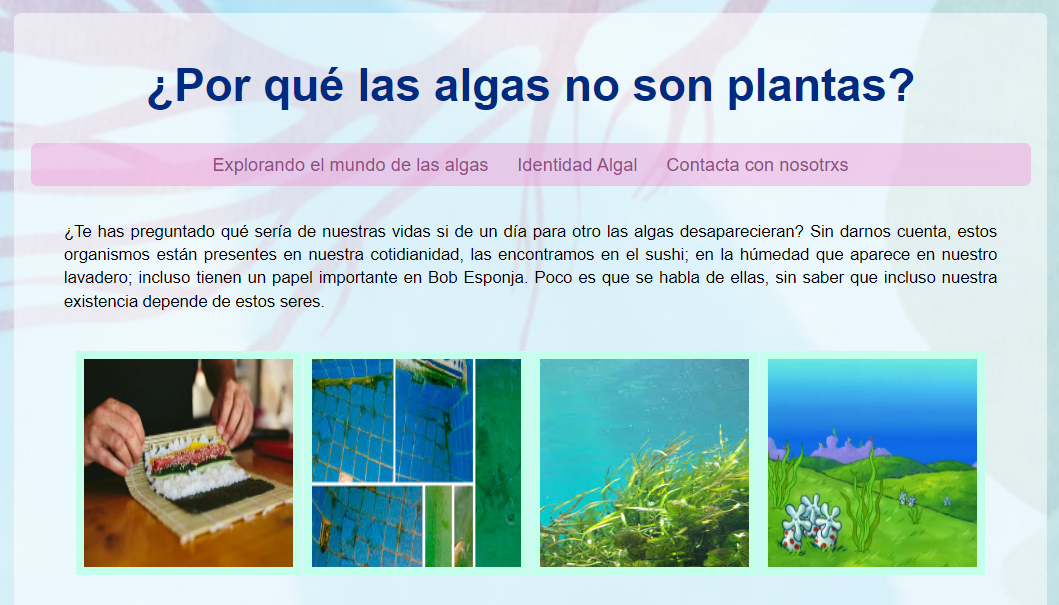 ¿Por qué las algas no son plantas?
Explorando el mundo de las algas Identidad Algal Contacta con nosotrxs
¿Te has preguntado qué sería de nuestras vidas si de un día para otro las algas desaparecieran? Sin darnos cuenta, estos
organismos están presentes en nuestra cotidianidad, las encontramos en el sushi; en la húmedad que aparece en nuestro
lavadero; incluso tienen un papel importante en Bob Esponja. Poco es que se habla de ellas, sin saber que incluso nuestra
existencia depende de estos seres.